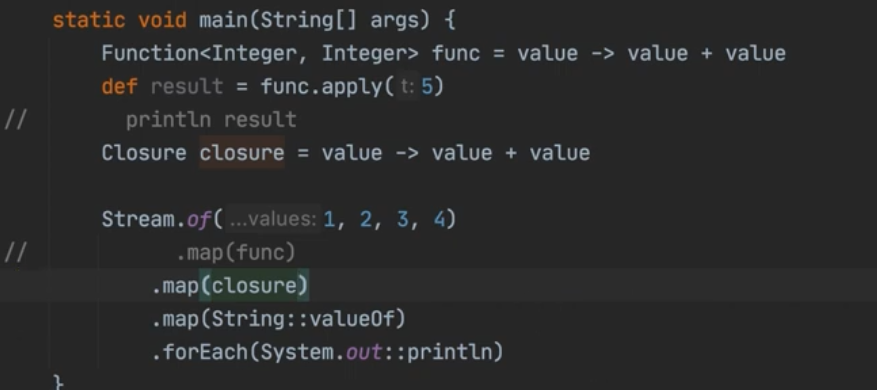 static void main(String[] args) {
Function<Integer, Integer> func = value -> value + value
def result = func.apply( t: 5)
// println result
Closure closure = value -> value + value
Stream.of( ...values: 1, 2, 3, 4)
// .map(func)
.map(closure)
.map(String::valueOf)
.forEach(System.out::println)
}